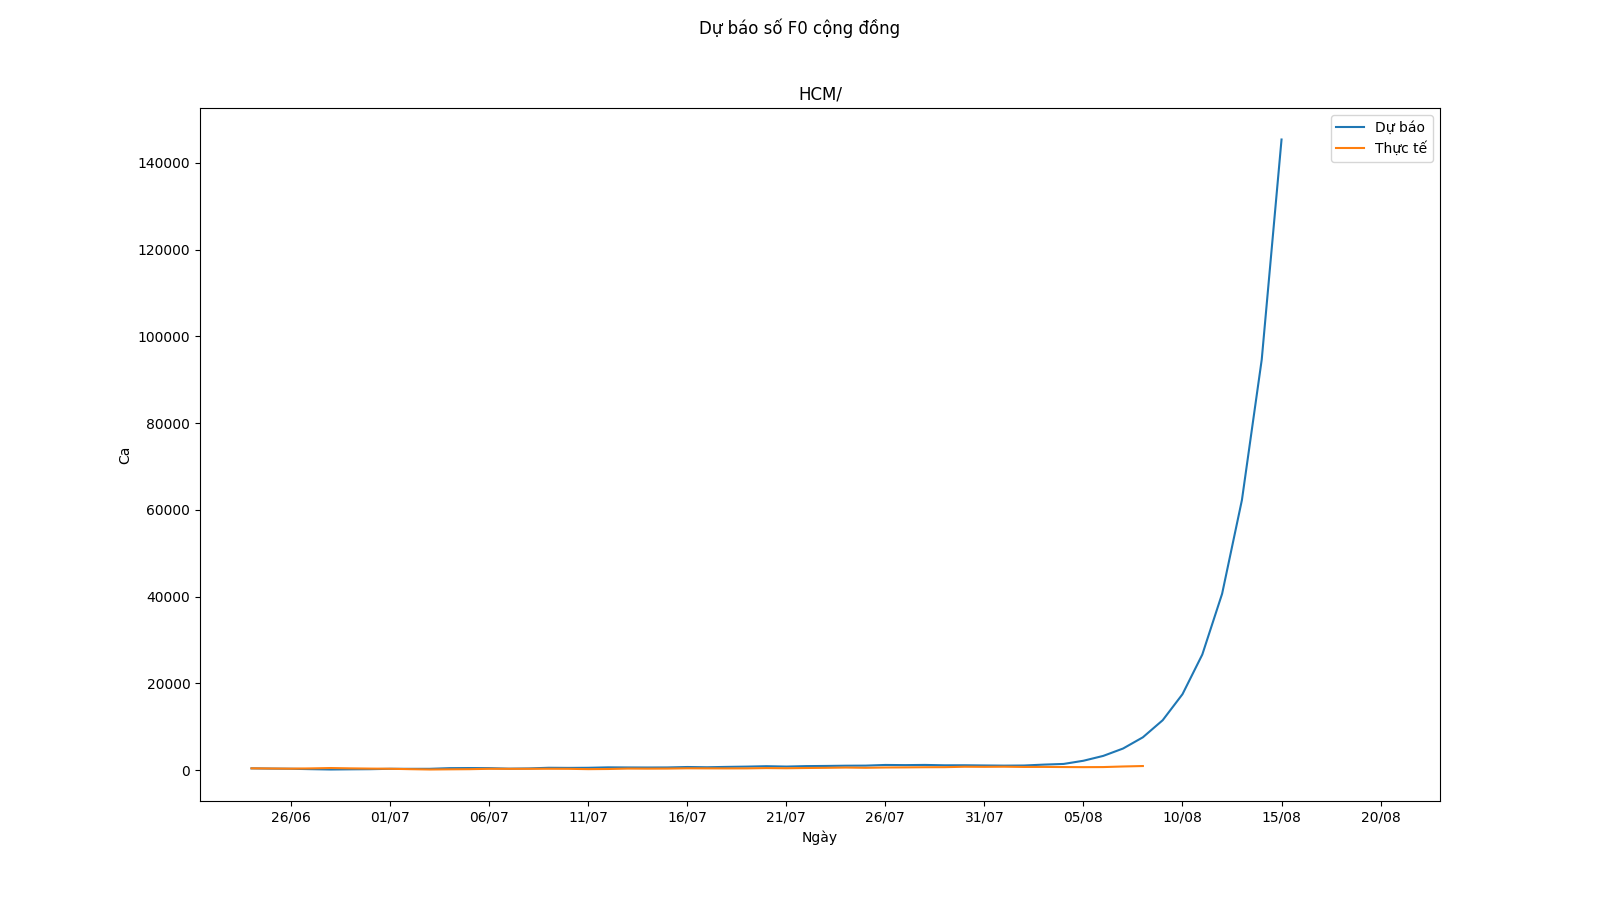 Dự báo số F0 cộng đồng
HCM/
Dự báo
Thực tế
140000
120000
100000
80000
60000
40000
20000
0
Ca
26/06 01/07 06/07 11/07 16/07 21/07 26/07 31/07 05/08 10/08 15/08 20/08
Ngày